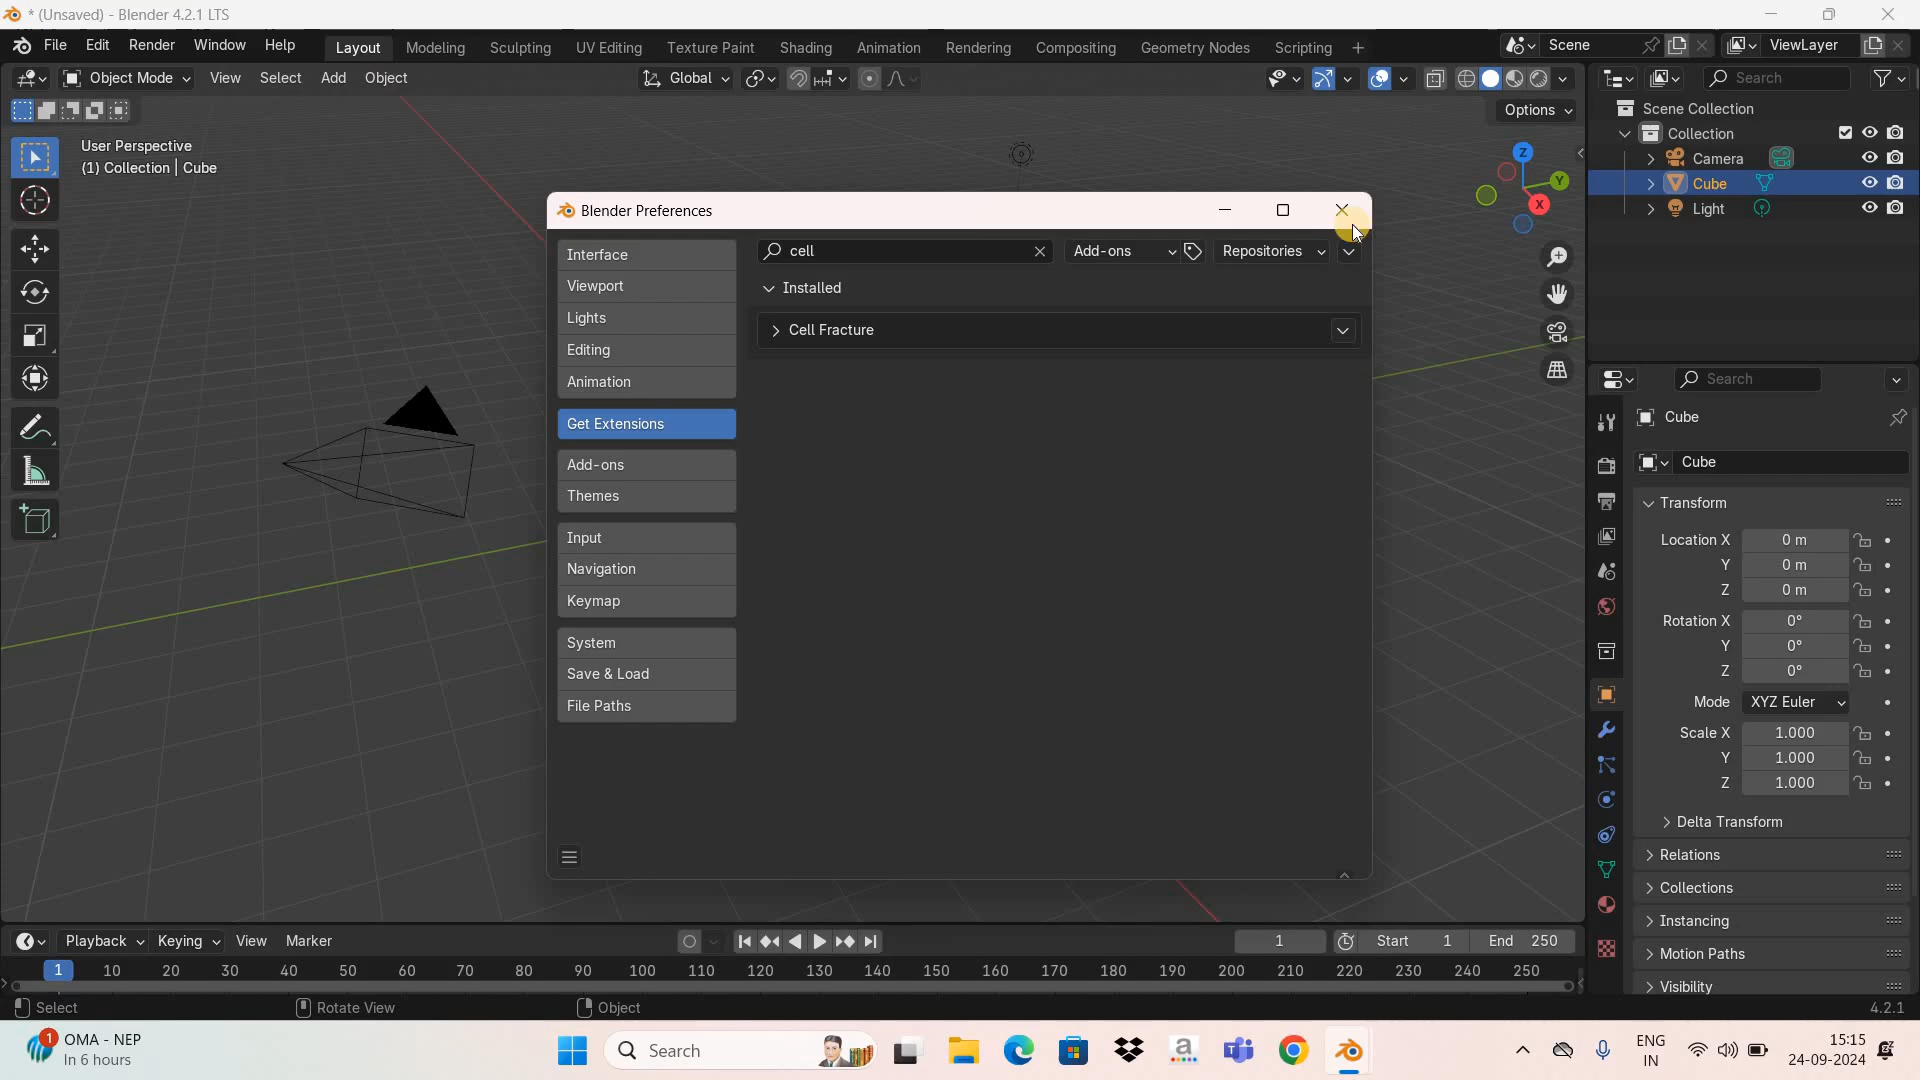 * (Unsaved) - Blender 4.2.1 LTS
File Edit Render Window Help Layout Modeling Sculpting UV Editing Texture Paint Shading Animation Rendering Compositing Geometry Nodes Scripting + Scene ViewLayer
Object Mode View Select Add Object Global Search
Options
User Perspective
(1) Collection | Cube
Z
Y
X
Scene Collection
Collection
Camera
Cube
Light
Blender Preferences
Interface
Viewport
Lights
Editing
Animation
Get Extensions
Add-ons
Themes
Input
Navigation
Keymap
System
Save & Load
File Paths
cell Add-ons Repositories
Installed
Cell Fracture
Search
Cube
Cube
Transform
Location X 0 m
Y 0 m
Z 0 m
Rotation X 0°
Y 0°
Z 0°
Mode XYZ Euler
Scale X 1.000
Y 1.000
Z 1.000
Delta Transform
Relations
Collections
Instancing
Motion Paths
Visibility
Playback Keying View Marker 1 Start 1 End 250
1 10 20 30 40 50 60 70 80 90 100 110 120 130 140 150 160 170 180 190 200 210 220 230 240 250
Select Rotate View Object 4.2.1
1 OMA - NEP
In 6 hours
Search
a
ENG
IN
15:15
24-09-2024